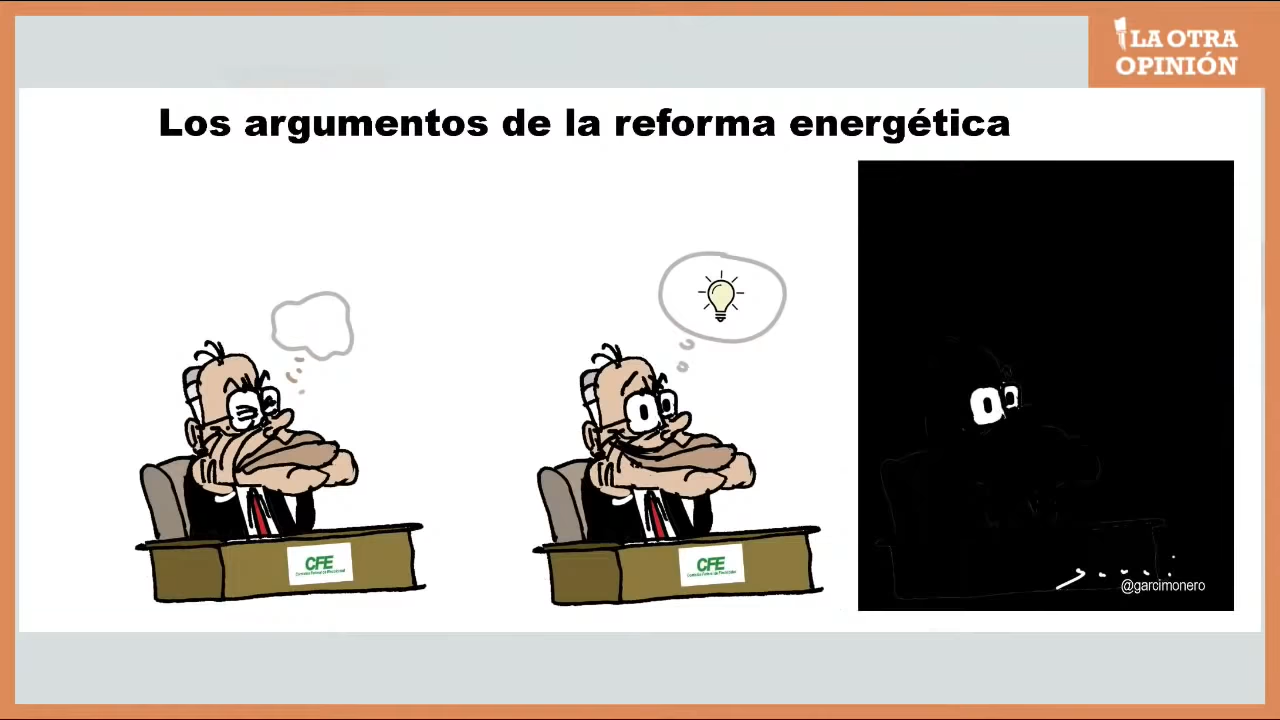 LA OTRA
OPINIÓN
Los argumentos de la reforma energética
CFE
CFE
@garcimonero